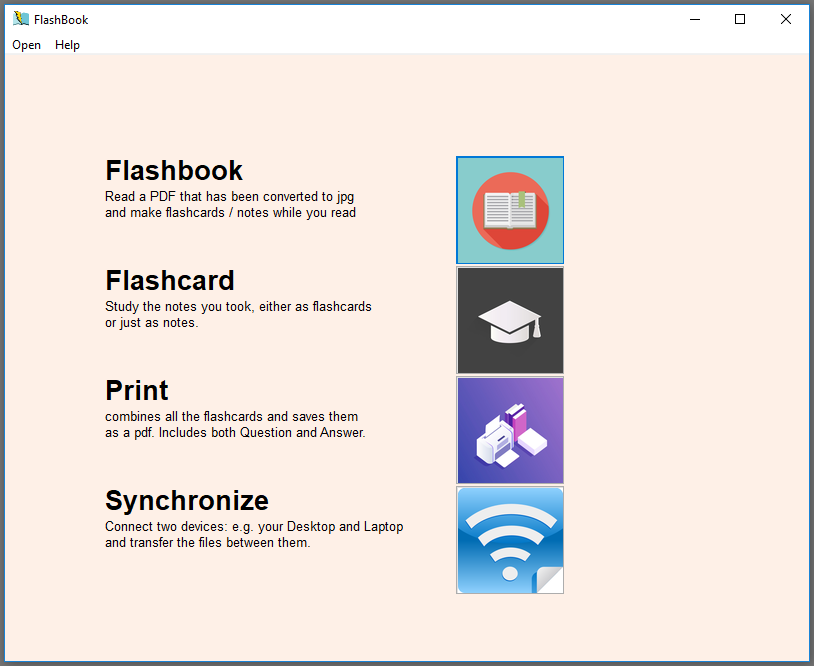 FlashBook
Open Help
Flashbook
Read a PDF that has been converted to jpg
and make flashcards / notes while you read
Flashcard
Study the notes you took, either as flashcards
or just as notes.
Print
combines all the flashcards and saves them
as a pdf. Includes both Question and Answer.
Synchronize
Connect two devices: e.g. your Desktop and Laptop
and transfer the files between them.